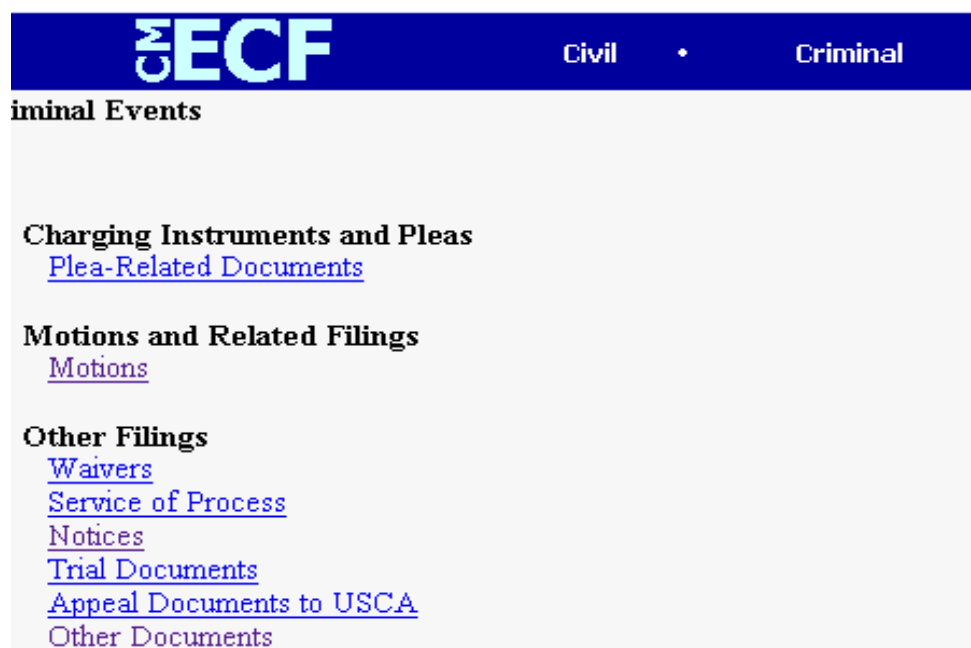 CM ECF Civil • Criminal
iminal Events
Charging Instruments and Pleas
Plea-Related Documents
Motions and Related Filings
Motions
Other Filings
Waivers
Service of Process
Notices
Trial Documents
Appeal Documents to USCA
Other Documents